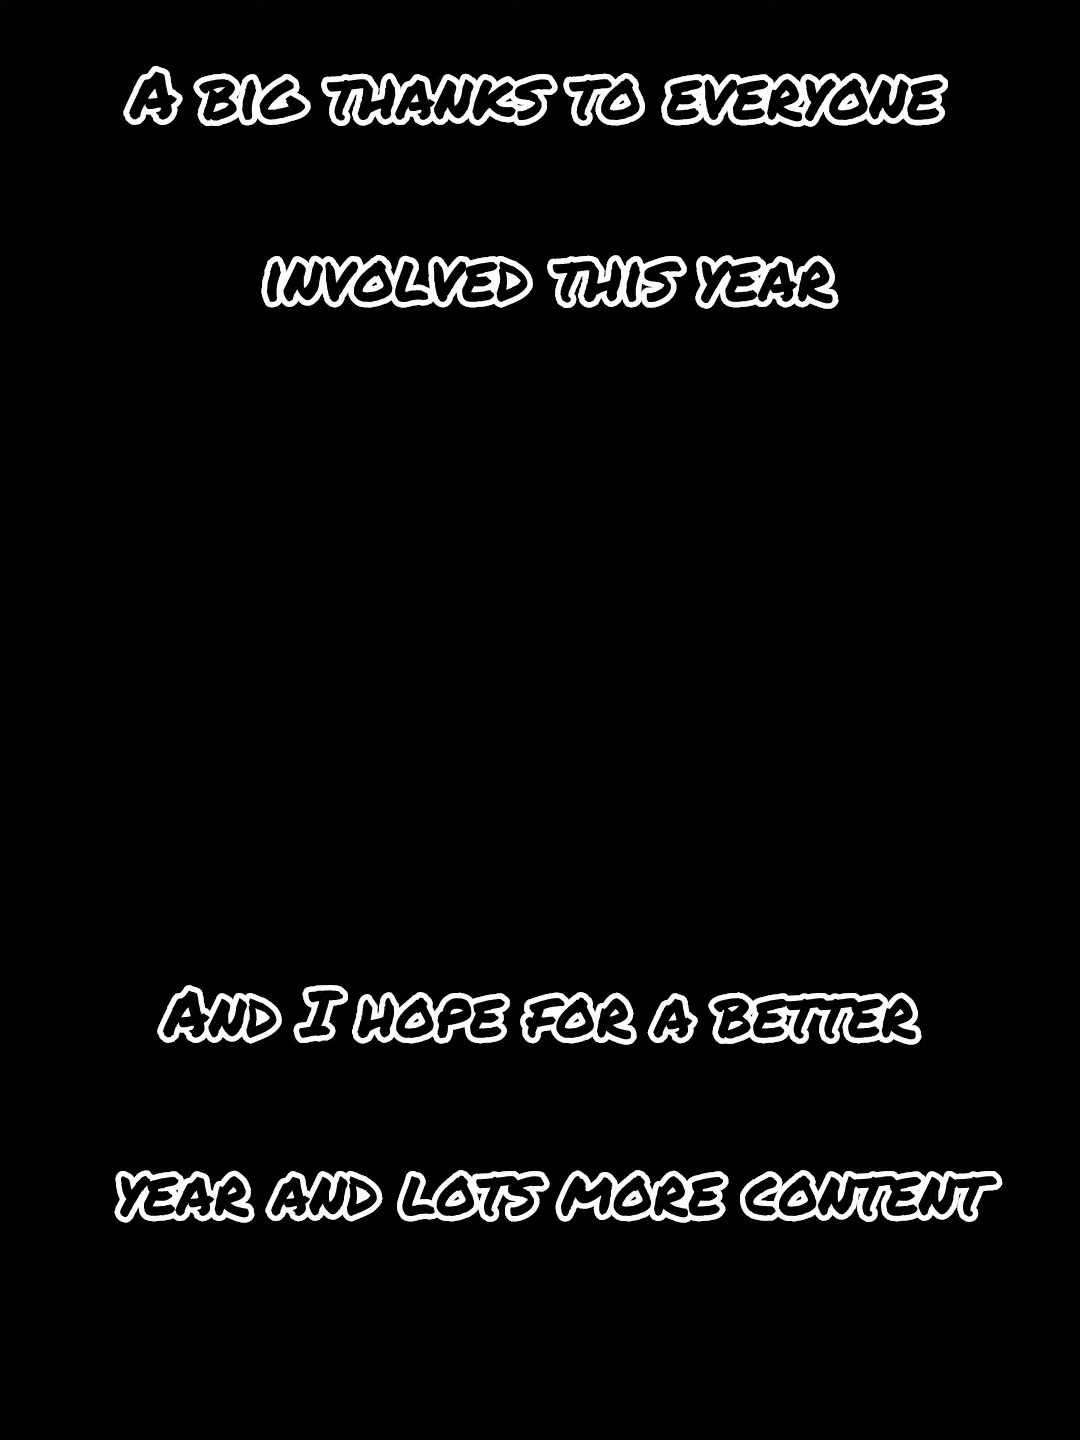 A big thanks to everyone
involved this year
And I hope for a better
year and lots more content